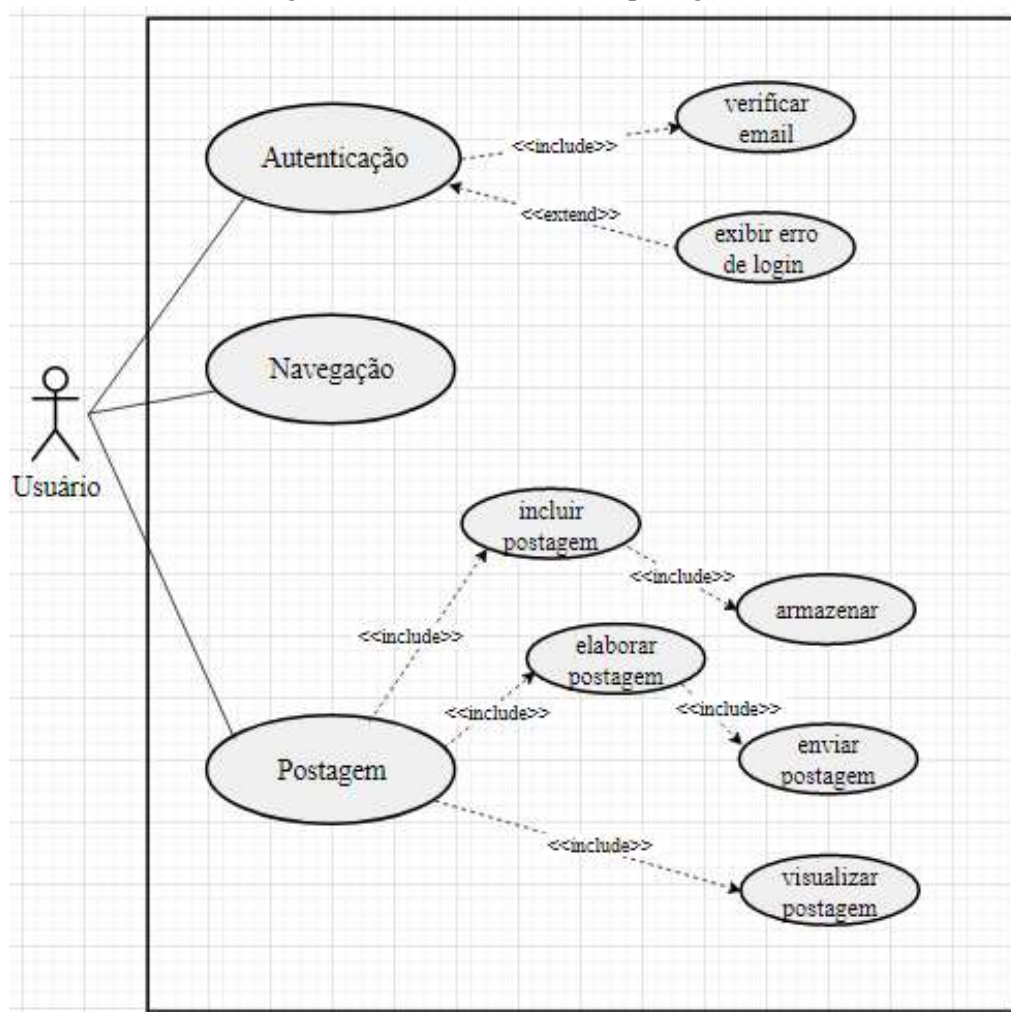 verificar
email
Autenticação
<<include>>
<<extend>>
exibir erro
de login
Navegação
Usuário
incluir
postagem
<<include>>
armazenar
<<include>>
elaborar
postagem
<<include>>
<<include>>
enviar
postagem
Postagem
<<include>>
visualizar
postagem